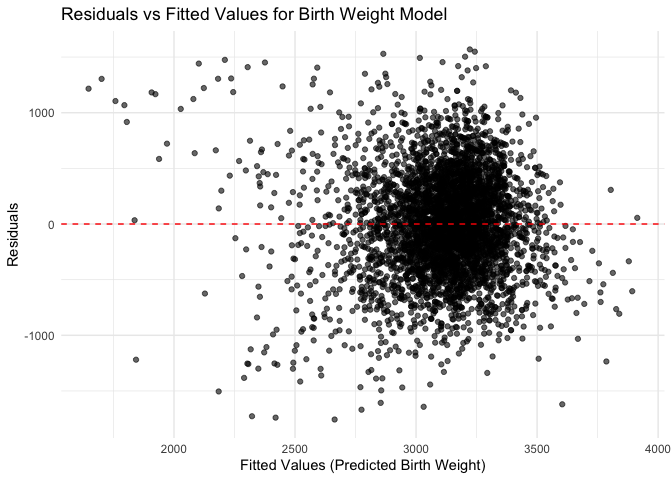 Residuals vs Fitted Values for Birth Weight Model
Residuals
1000
0
-1000
2000 2500 3000 3500 4000
Fitted Values (Predicted Birth Weight)